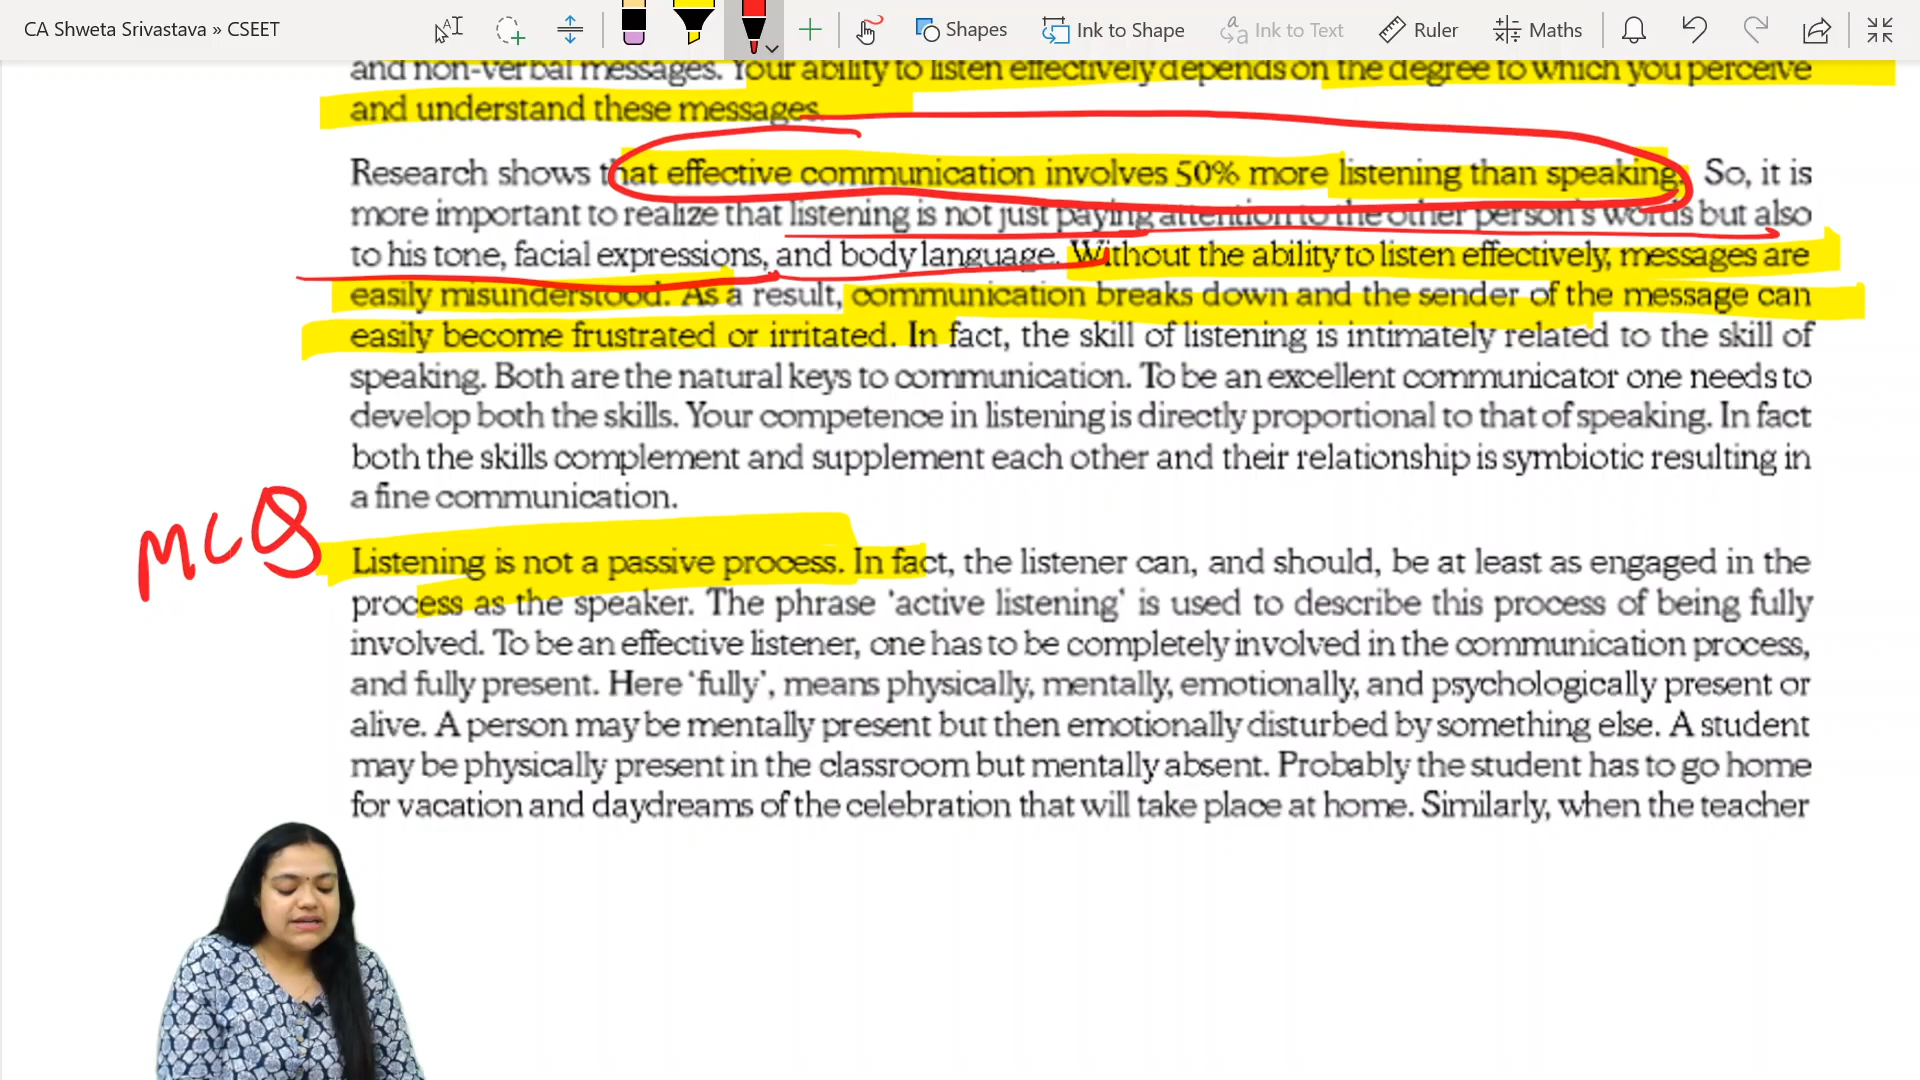 CA Shweta Srivastava » CSEET
Shapes
Ink to Shape
Ink to Text
Ruler
Maths
and non-verbal messages. Your ability to listen effectively depends on the degree to which you perceive
and understand these messages.
Research shows that effective communication involves 50% more listening than speaking. So, it is
more important to realize that listening is not just paying attention to the other person's words but also
to his tone, facial expressions, and body language. Without the ability to listen effectively, messages are
easily misunderstood. As a result, communication breaks down and the sender of the message can
easily become frustrated or irritated. In fact, the skill of listening is intimately related to the skill of
speaking. Both are the natural keys to communication. To be an excellent communicator one needs to
develop both the skills. Your competence in listening is directly proportional to that of speaking. In fact
both the skills complement and supplement each other and their relationship is symbiotic resulting in
a fine communication.
MCQ
Listening is not a passive process. In fact, the listener can, and should, be at least as engaged in the
process as the speaker. The phrase 'active listening' is used to describe this process of being fully
involved. To be an effective listener, one has to be completely involved in the communication process,
and fully present. Here 'fully', means physically, mentally, emotionally, and psychologically present or
alive. A person may be mentally present but then emotionally disturbed by something else. A student
may be physically present in the classroom but mentally absent. Probably the student has to go home
for vacation and daydreams of the celebration that will take place at home. Similarly, when the teacher